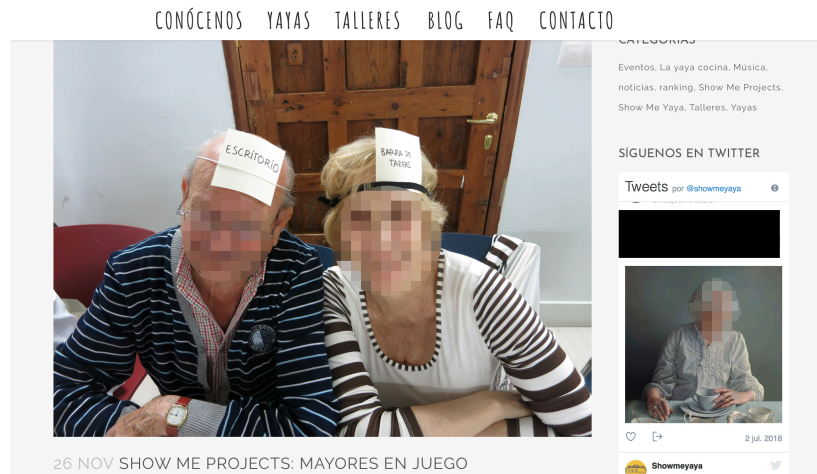 CONÓCENOS YAYAS TALLERES BLOG FAQ CONTACTO
CATEGORÍAS
Eventos, La yaya cocina, Música,
noticias, ranking, Show Me Projects,
Show Me Yaya, Talleres, Yayas
SÍGUENOS EN TWITTER
Tweets por @showmeyaya
ESCRITORIO
BARRA DE
TAREAS
2 jul. 2018
Showmeyaya
26 NOV SHOW ME PROJECTS: MAYORES EN JUEGO